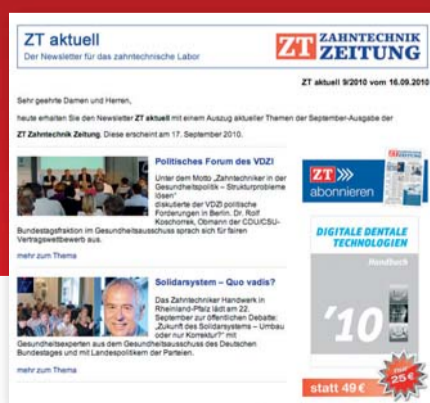 ZT aktuell
Der Newsletter für das zahntechnische Labor
ZT ZAHNTECHNIK
ZEITUNG
ZT aktuell 9/2010 vom 16.09.2010
Sehr geehrte Damen und Herren,
heute erhalten Sie den Newsletter ZT aktuell mit einem Auszug aktueller Themen der September-Ausgabe der
ZT Zahntechnik Zeitung. Diese erscheint am 17. September 2010.
Politisches Forum des VDZI
Unter dem Motto „Zahntechniker in der
Gesundheitspolitik – Strukturprobleme
lösen“
diskutierte der VDZI politische
Forderungen in Berlin. Dr. Rolf
Koschorrek, Obmann der CDU/CSU-
Bundestagsfraktion im Gesundheitsausschuss sprach sich für fairen
Vertragswettbewerb aus.
mehr zum Thema
Solidarsystem – Quo vadis?
Das Zahntechniker Handwerk in
Rheinland-Pfalz lädt am 22.
September zur öffentlichen Debatte:
„Zukunft des Solidarsystems – Umbau
oder nur Korrektur?“ mit
Gesundheitsexperten aus dem Gesundheitsausschuss des Deutschen
Bundestages und mit Landespolitikern der Parteien.
mehr zum Thema
ZT
abonnieren
DIGITALE DENTALE
TECHNOLOGIEN
Handbuch
'10
nur
25 €
statt 49 €